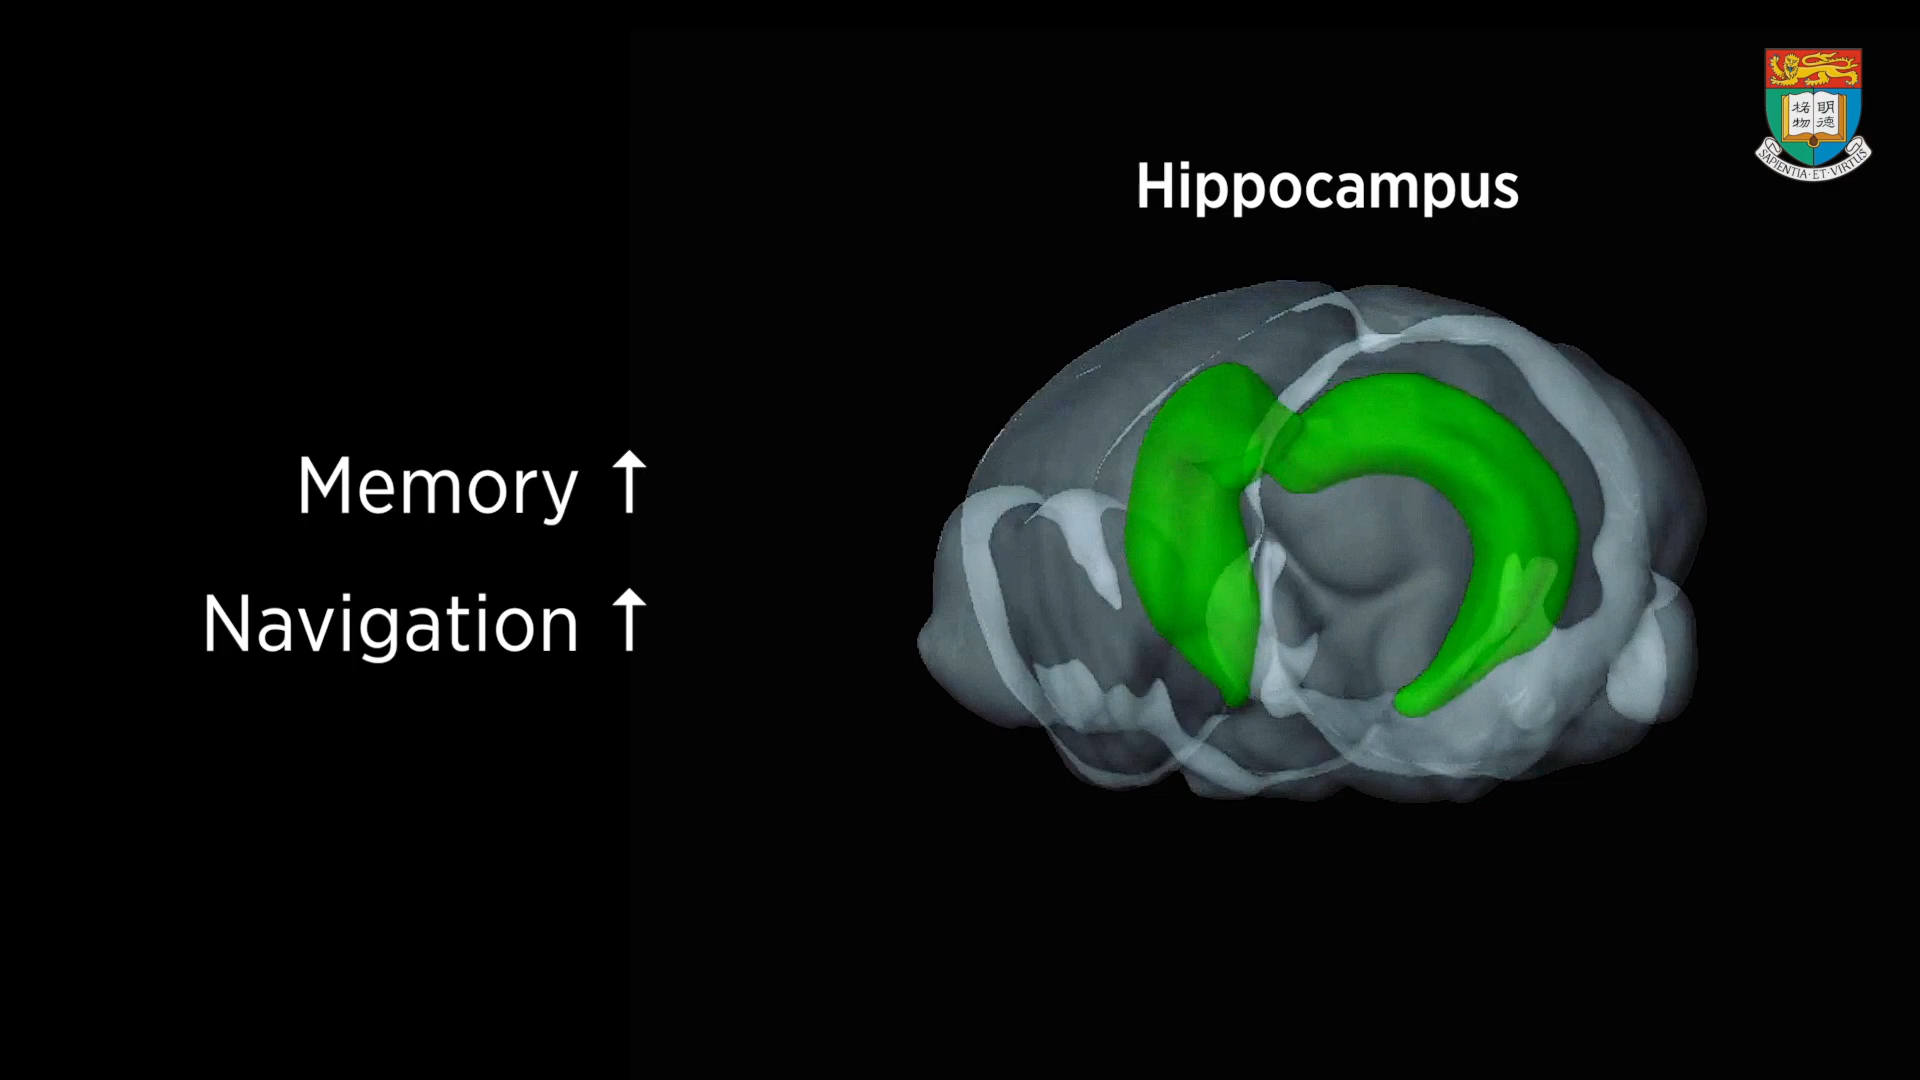 Hippocampus
Memory ↑
Navigation ↑
明德
格物
SAPIENTIA·ET·VIRTUS